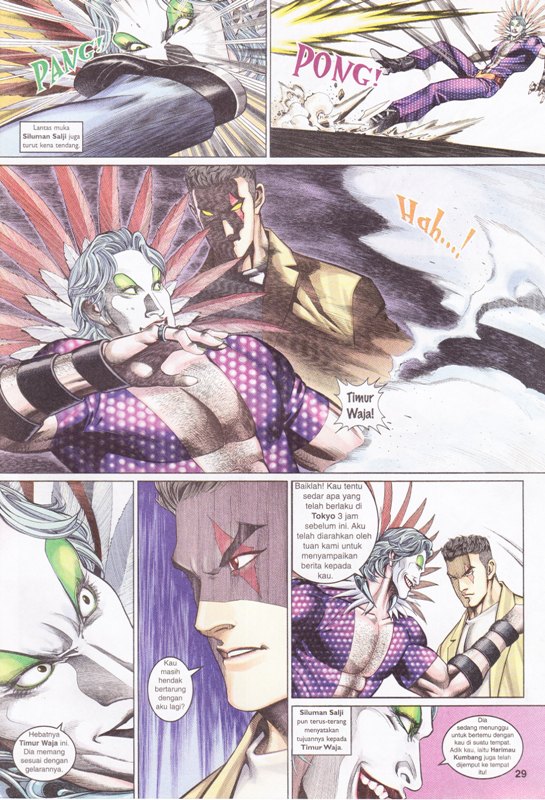 PANG!
Lantas muka
Siluman Salji juga
turut kena tendang.
PONG!
Hah....!
Timur
Waja!
Hebatnya
Timur Waja ini.
Dia memang
sesuai dengan
gelarannya.
Kau
masih
hendak
bertarung
dengan
aku lagi?
Baiklah! Kau tentu
sedar apa yang
telah berlaku di
Tokyo 3 jam
sebelum ini. Aku
telah diarahkan oleh
tuan kami untuk
menyampaikan
berita kepada
kau.
Siluman Salji
pun terus-terang
menyatakan
tujuannya kepada
Timur Waja.
Dia
sedang menunggu
untuk bertemu dengan
kau di suatu tempat.
Adik kau, iaitu Harimau
Kumbang juga telah
dijemput ke tempat
itu!
29